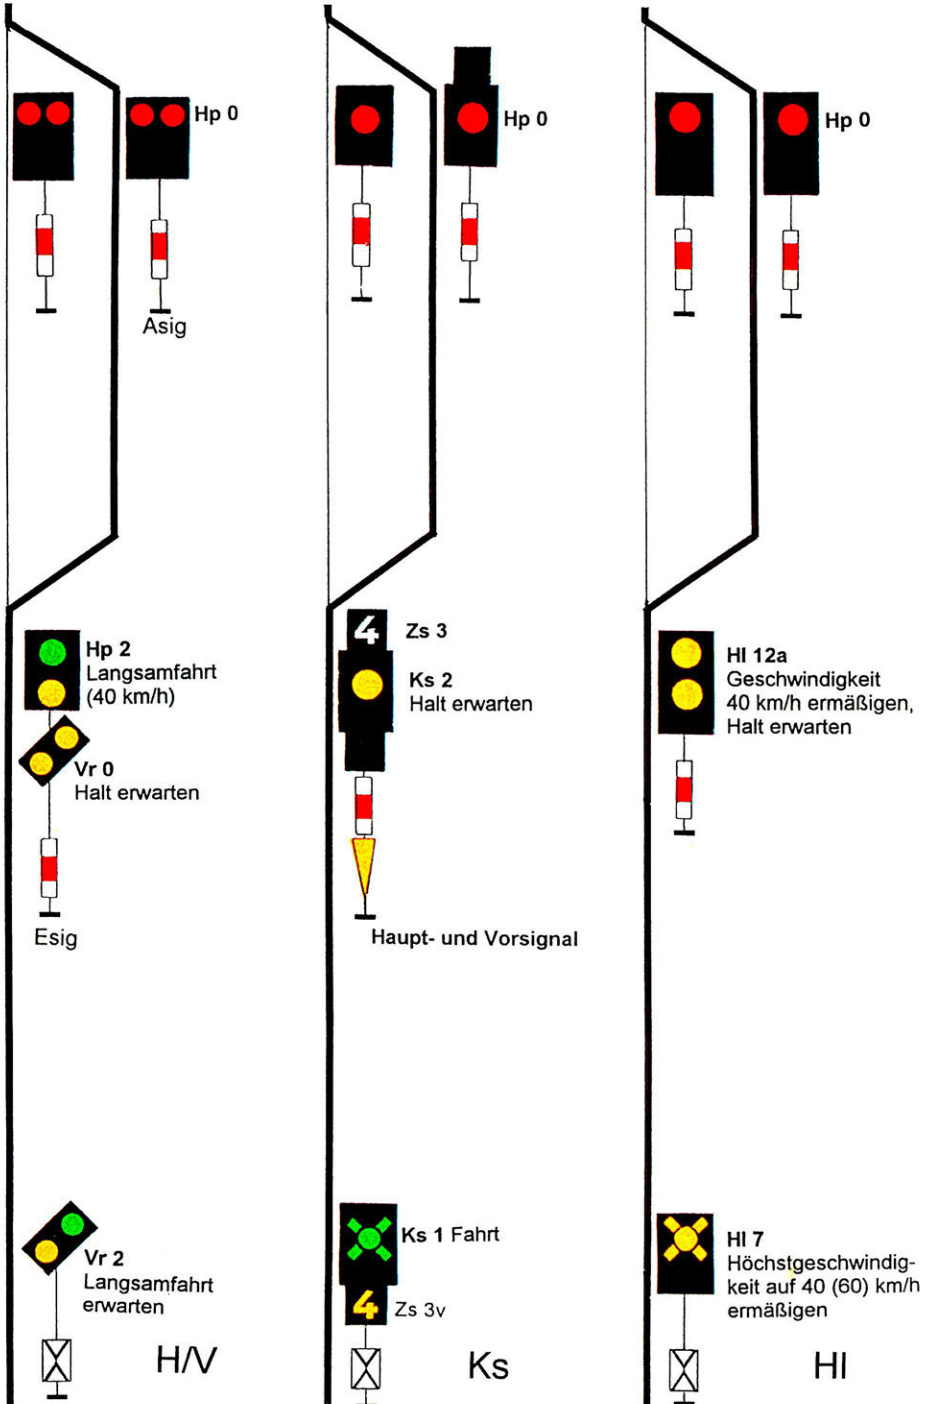 Hp 0
Asig
Hp 2
Langsamfahrt
(40 km/h)
Vr 0
Halt erwarten
Esig
Vr 2
Langsamfahrt
erwarten
H/V
Hp 0
4
Zs 3
Ks 2
Halt erwarten
Haupt- und Vorsignal
Ks 1 Fahrt
4
Zs 3v
Ks
Hp 0
Hl 12a
Geschwindigkeit
40 km/h ermäßigen,
Halt erwarten
Hl 7
Höchstgeschwindig-
keit auf 40 (60) km/h
ermäßigen
Hl